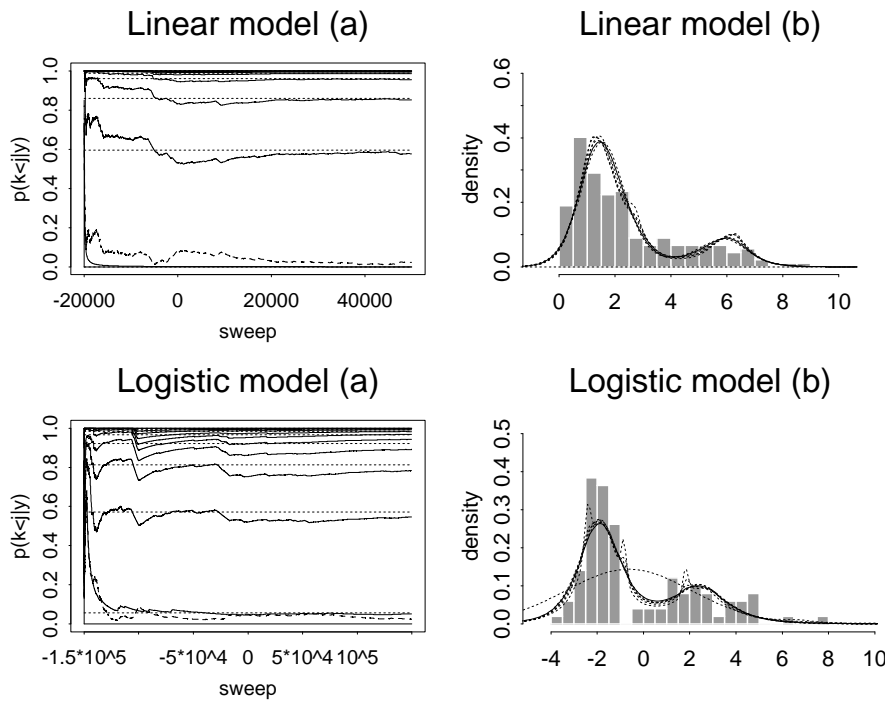 Linear model (a)
p(k<j|y)
0.0 0.2 0.4 0.6 0.8 1.0
-20000 0 20000 40000
sweep
Linear model (b)
density
0.0 0.2 0.4 0.6
0 2 4 6 8 10
Logistic model (a)
p(k<j|y)
0.0 0.2 0.4 0.6 0.8 1.0
-1.5*10^5 -5*10^4 0 5*10^4 10^5
sweep
Logistic model (b)
density
0.0 0.1 0.2 0.3 0.4 0.5
-4 -2 0 2 4 6 8 10